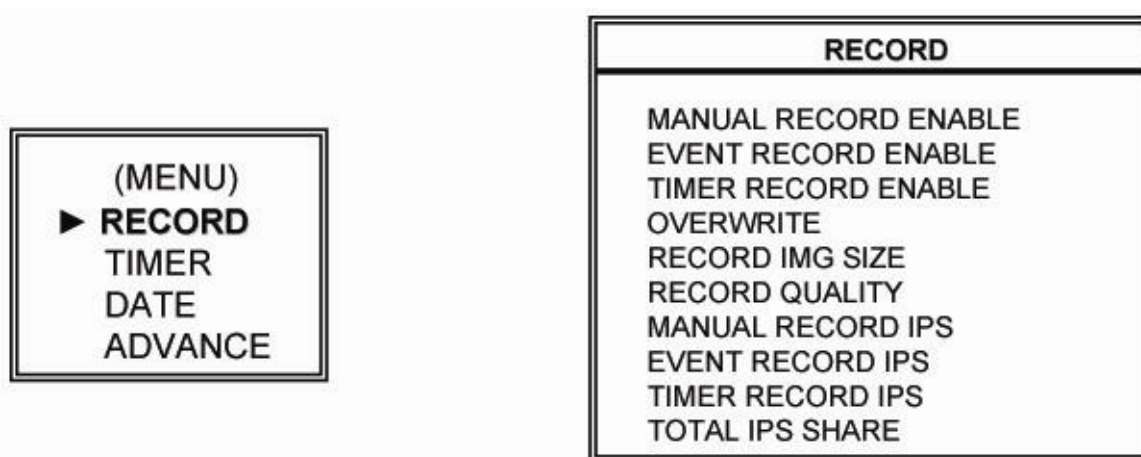 (MENU)
► RECORD
TIMER
DATE
ADVANCE
RECORD
MANUAL RECORD ENABLE
EVENT RECORD ENABLE
TIMER RECORD ENABLE
OVERWRITE
RECORD IMG SIZE
RECORD QUALITY
MANUAL RECORD IPS
EVENT RECORD IPS
TIMER RECORD IPS
TOTAL IPS SHARE